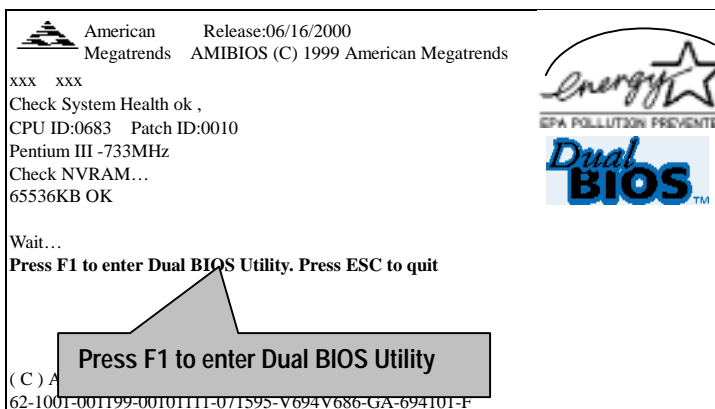 American Release:06/16/2000
Megatrends AMIBIOS (C) 1999 American Megatrends
xxx xxx
Check System Health ok ,
CPU ID:0683 Patch ID:0010
Pentium III -733MHz
Check NVRAM…
65536KB OK
Wait…
Press F1 to enter Dual BIOS Utility. Press ESC to quit
Press F1 to enter Dual BIOS Utility
( C ) A
62-1001-001199-00101111-071595-V694V686-GA-694101-F
energy
EPA POLLUTION PREVENTE
Dual
BIOS TM